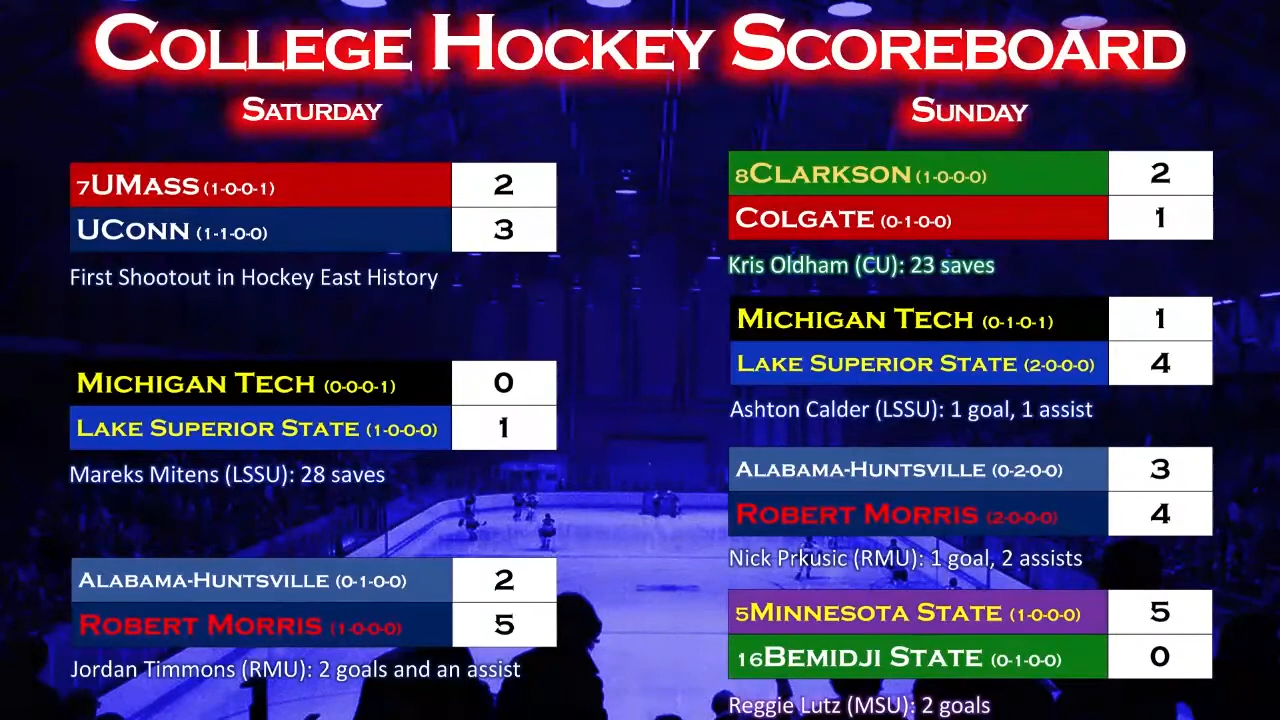 College Hockey Scoreboard
Saturday
7UMass (1-0-0-1) 2
UConn (1-1-0-0) 3
First Shootout in Hockey East History
Michigan Tech (0-0-0-1) 0
Lake Superior State (1-0-0-0) 1
Mareks Mitens (LSSU): 28 saves
Alabama-Huntsville (0-1-0-0) 2
Robert Morris (1-0-0-0) 5
Jordan Timmons (RMU): 2 goals and an assist
Sunday
8Clarkson (1-0-0-0) 2
Colgate (0-1-0-0) 1
Kris Oldham (CU): 23 saves
Michigan Tech (0-1-0-1) 1
Lake Superior State (2-0-0-0) 4
Ashton Calder (LSSU): 1 goal, 1 assist
Alabama-Huntsville (0-2-0-0) 3
Robert Morris (2-0-0-0) 4
Nick Prkusic (RMU): 1 goal, 2 assists
5Minnesota State (1-0-0-0) 5
16Bemidji State (0-1-0-0) 0
Reggie Lutz (MSU): 2 goals